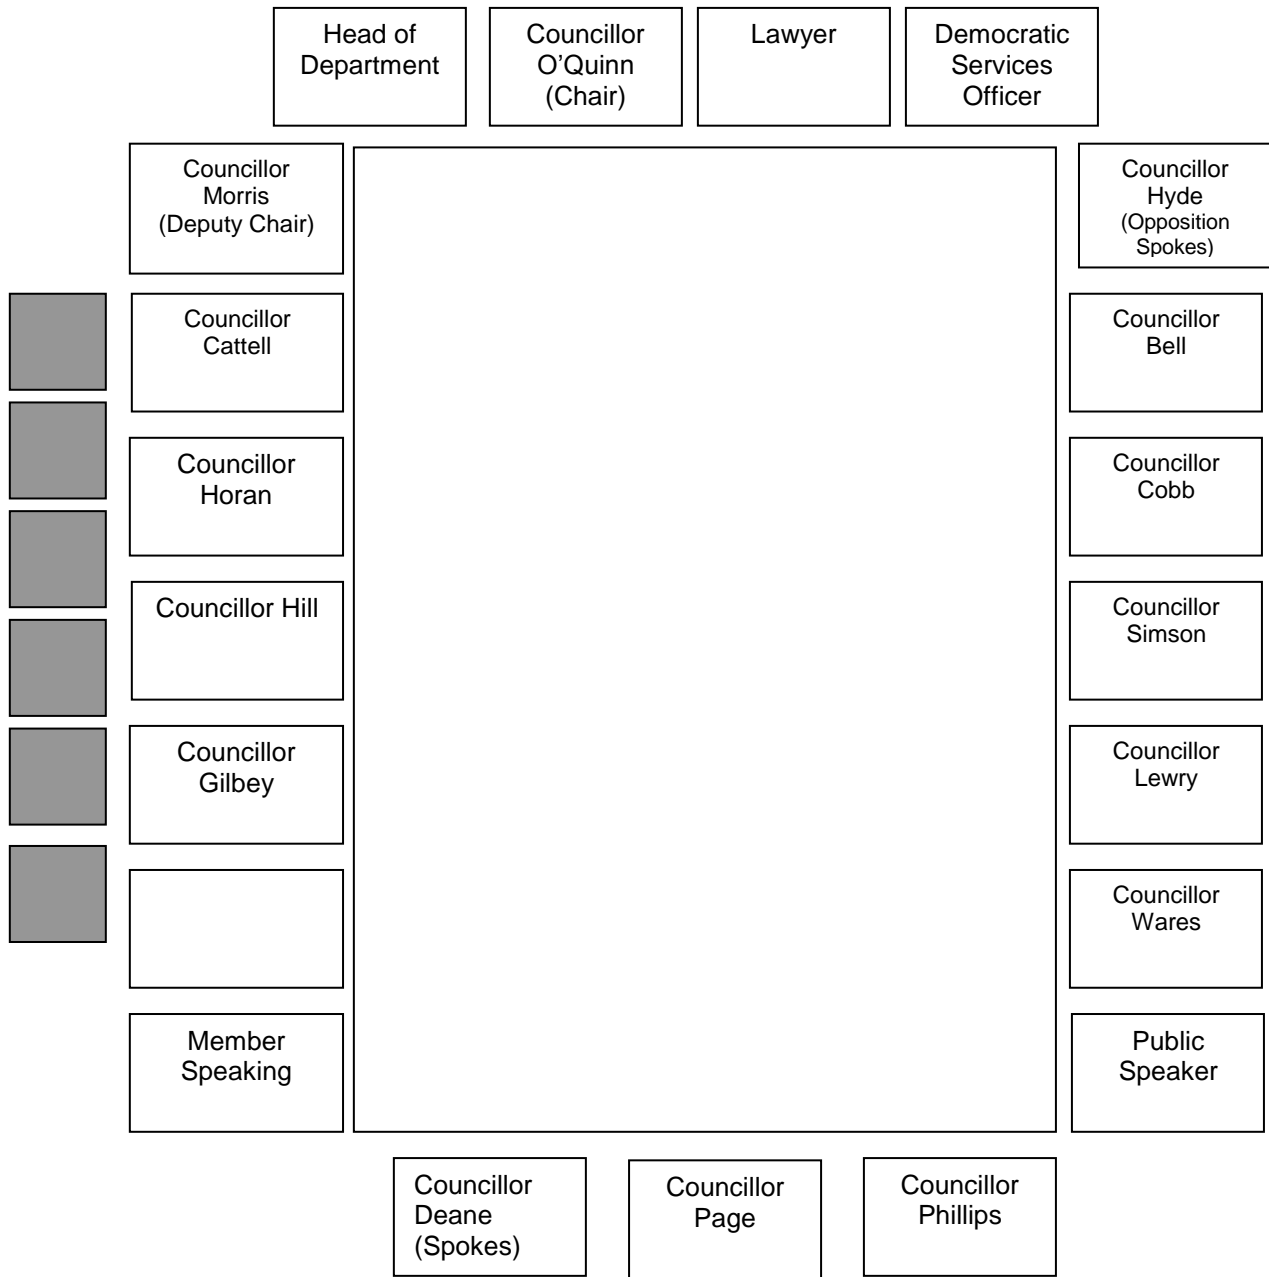 Head of
Department
Councillor
O'Quinn
(Chair)
Lawyer
Democratic
Services
Officer
Councillor
Morris
(Deputy Chair)
Councillor
Hyde
(Opposition
Spokes)
Councillor
Cattell
Councillor
Bell
Councillor
Horan
Councillor
Cobb
Councillor Hill
Councillor
Simson
Councillor
Gilbey
Councillor
Lewry
Councillor
Wares
Member
Speaking
Public
Speaker
Councillor
Deane
(Spokes)
Councillor
Page
Councillor
Phillips